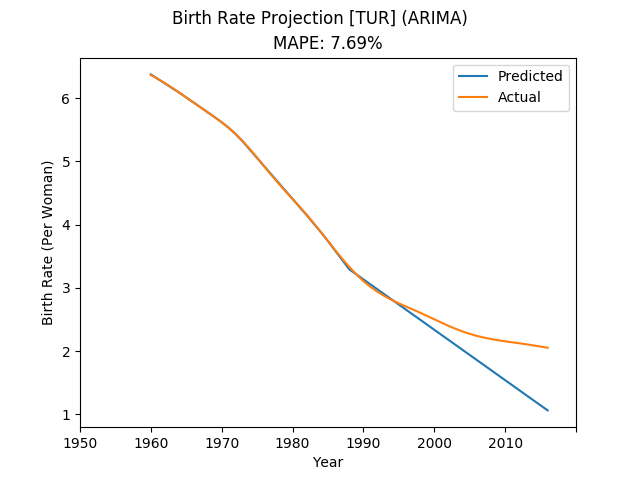 Birth Rate Projection [TUR] (ARIMA)
MAPE: 7.69%
Predicted
Actual
Birth Rate (Per Woman)
6
5
4
3
2
1
1950 1960 1970 1980 1990 2000 2010
Year